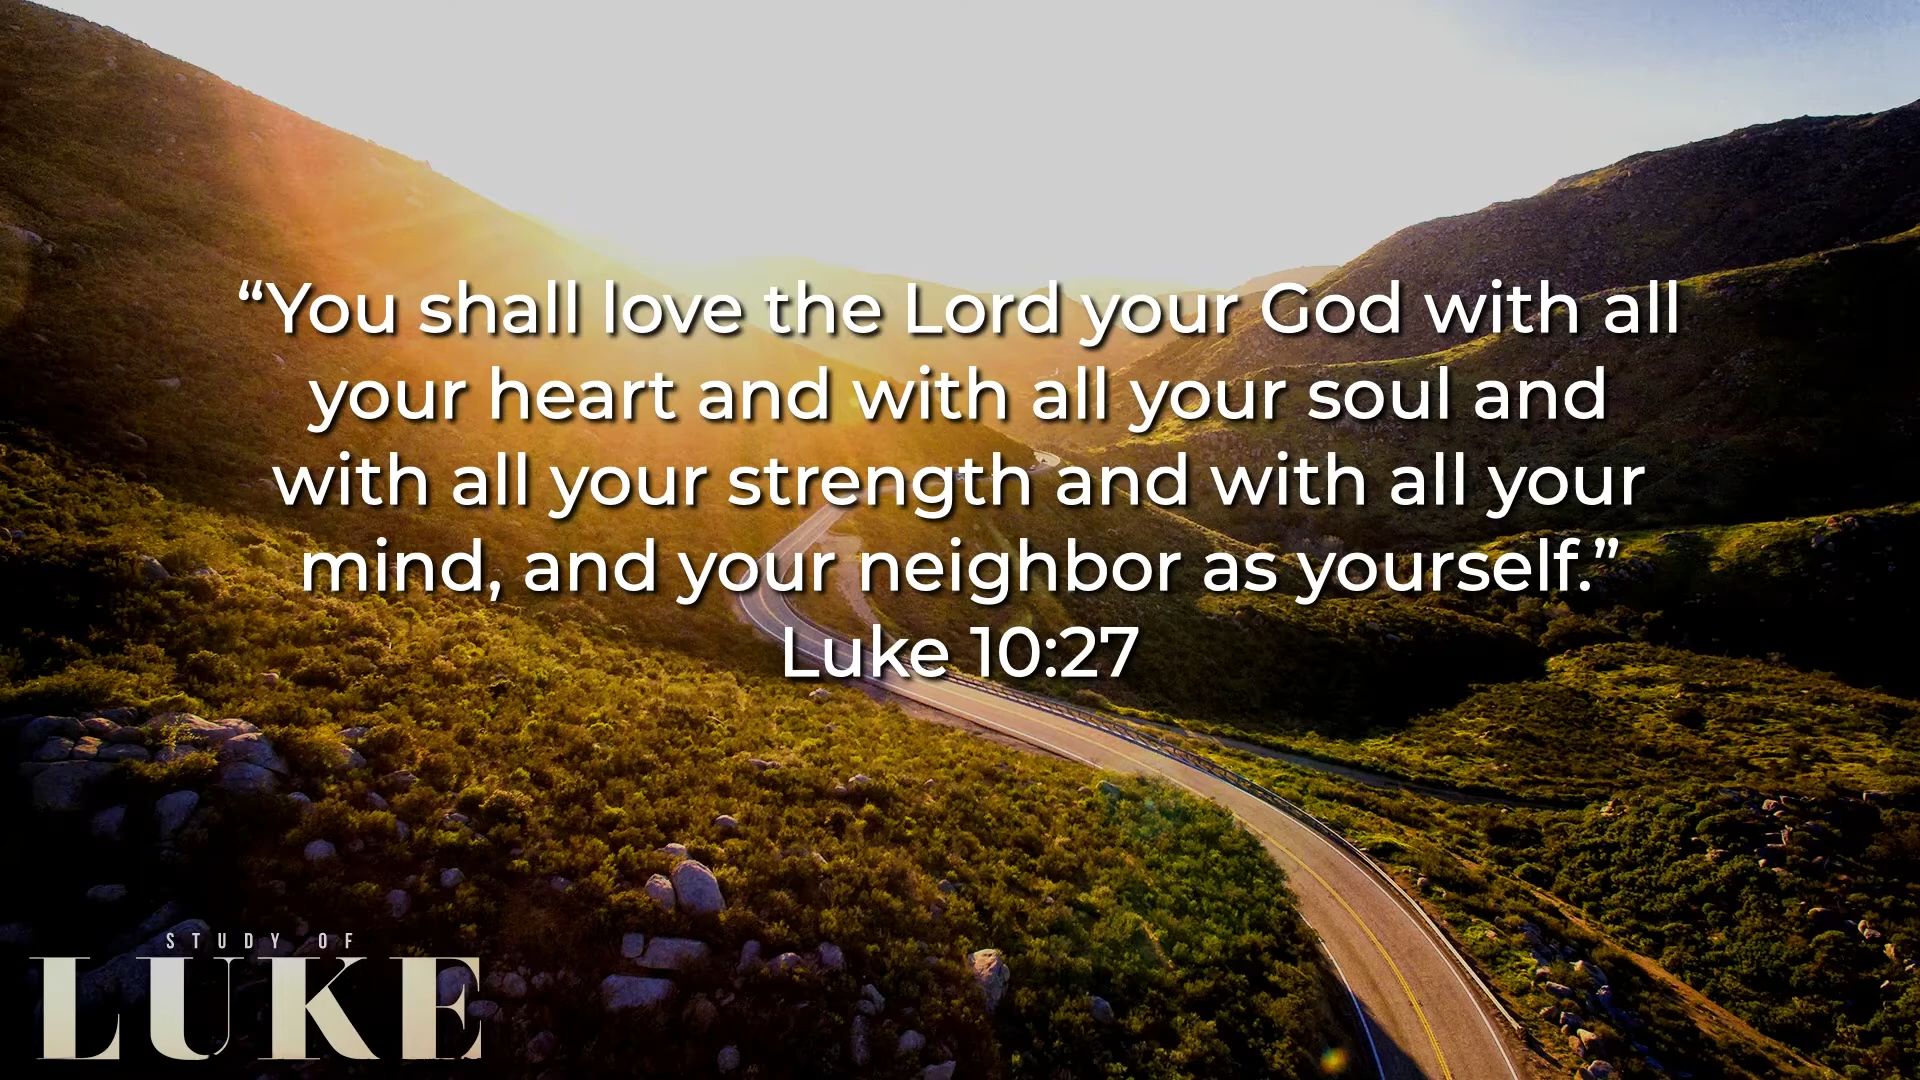 “You shall love the Lord your God with all
your heart and with all your soul and
with all your strength and with all your
mind, and your neighbor as yourself.”
Luke 10:27
STUDY OF
LUKE